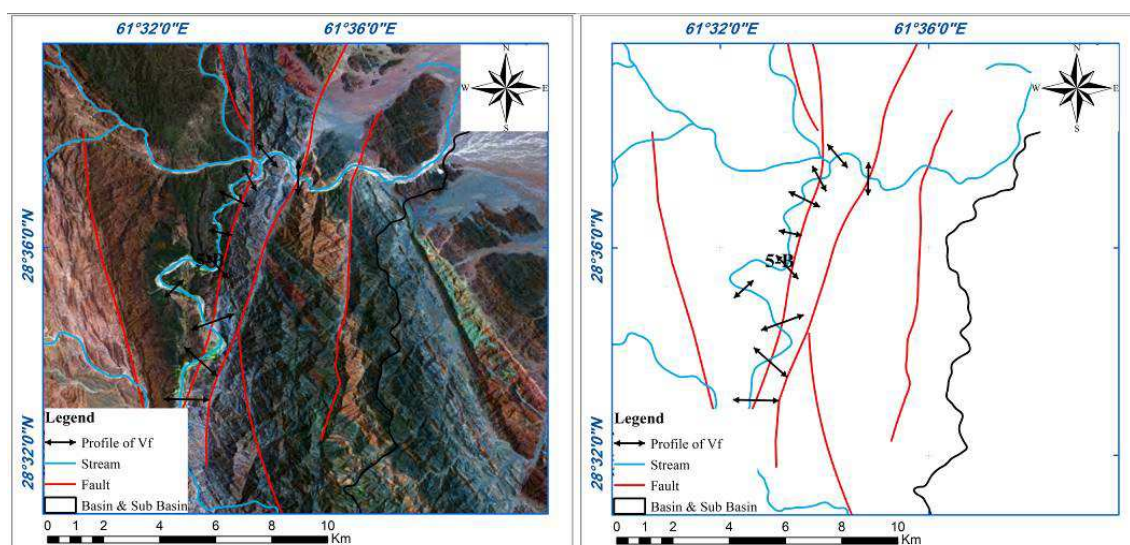 61°32'0"E 61°36'0"E
N
W E
S
28°36'0"N
28°32'0"N
5-B
Legend
Profile of Vf
Stream
Fault
Basin & Sub Basin
0 1 2 4 6 8 10
Km
61°32'0"E 61°36'0"E
N
W E
S
28°36'0"N
28°32'0"N
5-B
Legend
Profile of Vf
Stream
Fault
Basin & Sub Basin
0 1 2 4 6 8 10
Km